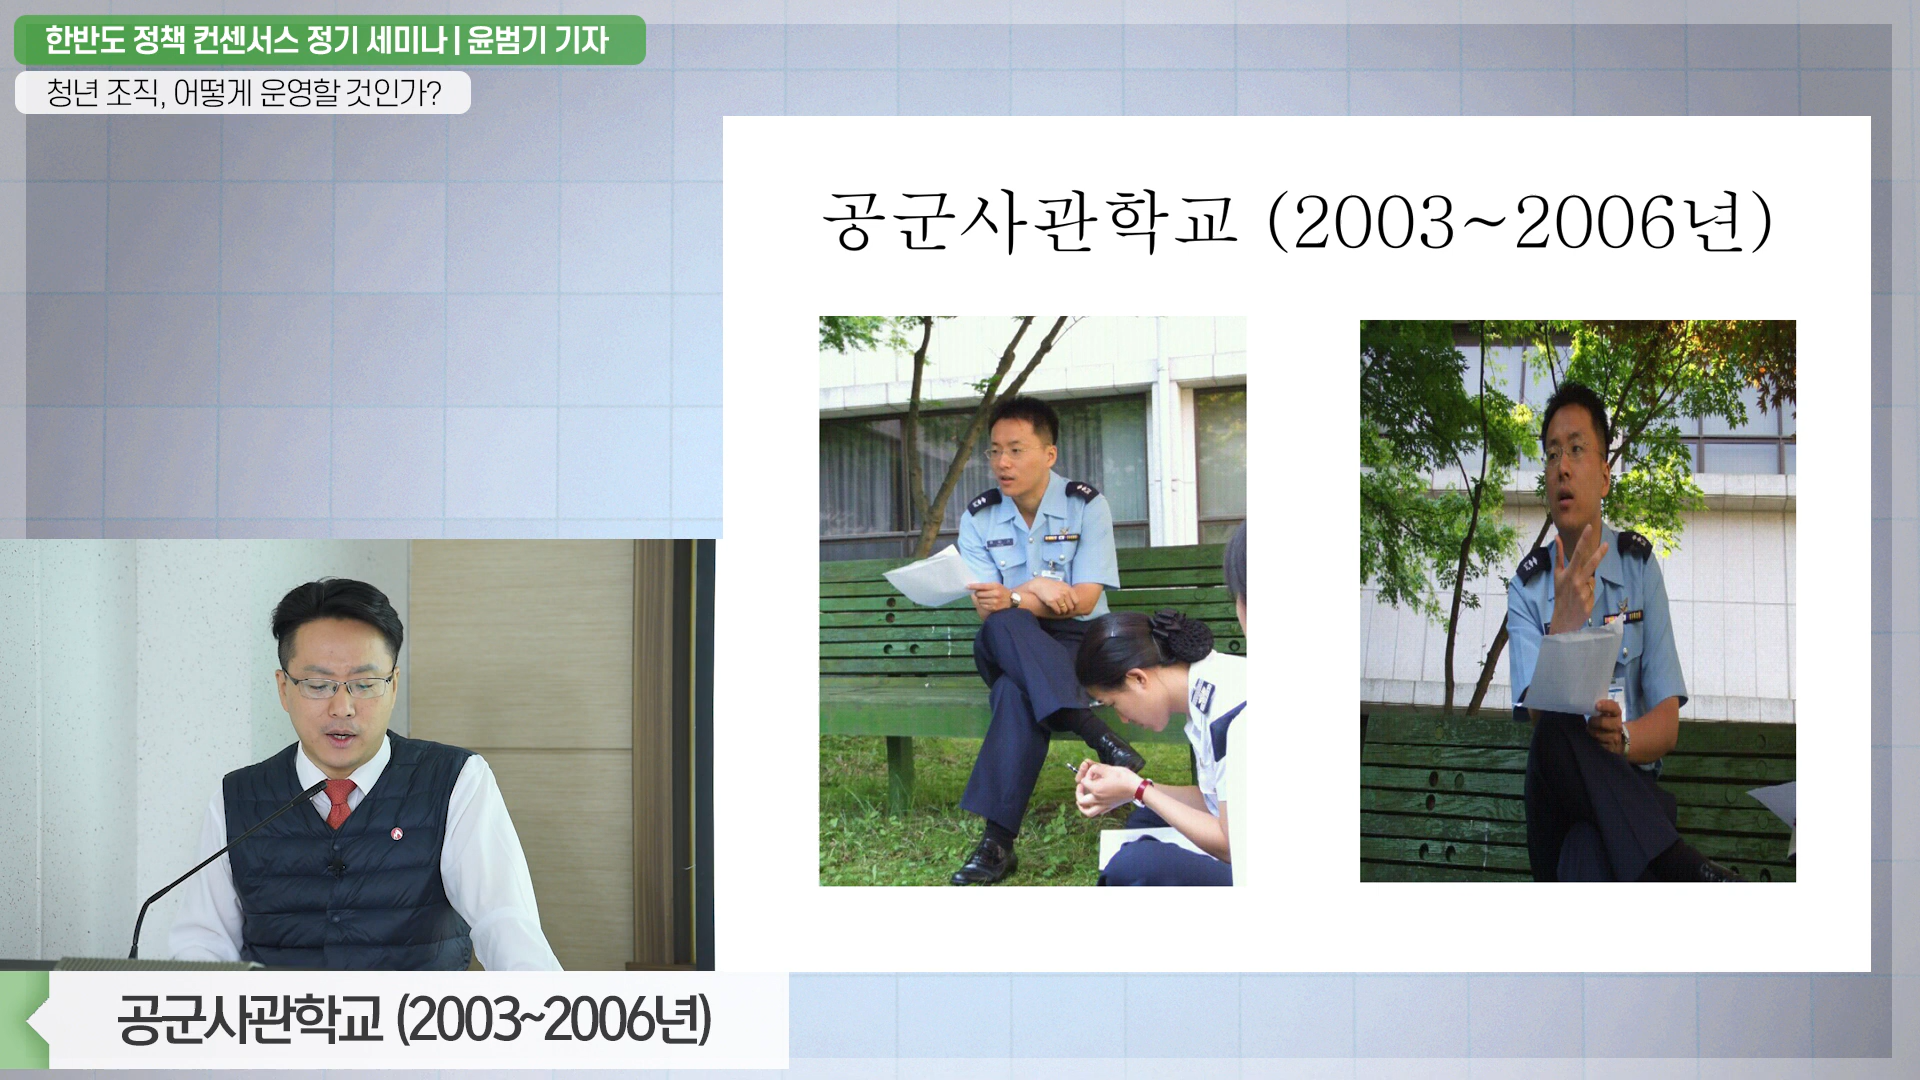 한반도 정책 컨센서스 정기 세미나 | 윤범기 기자
청년 조직, 어떻게 운영할 것인가?
공군사관학교 (2003~2006년)
공군사관학교 (2003~2006년)